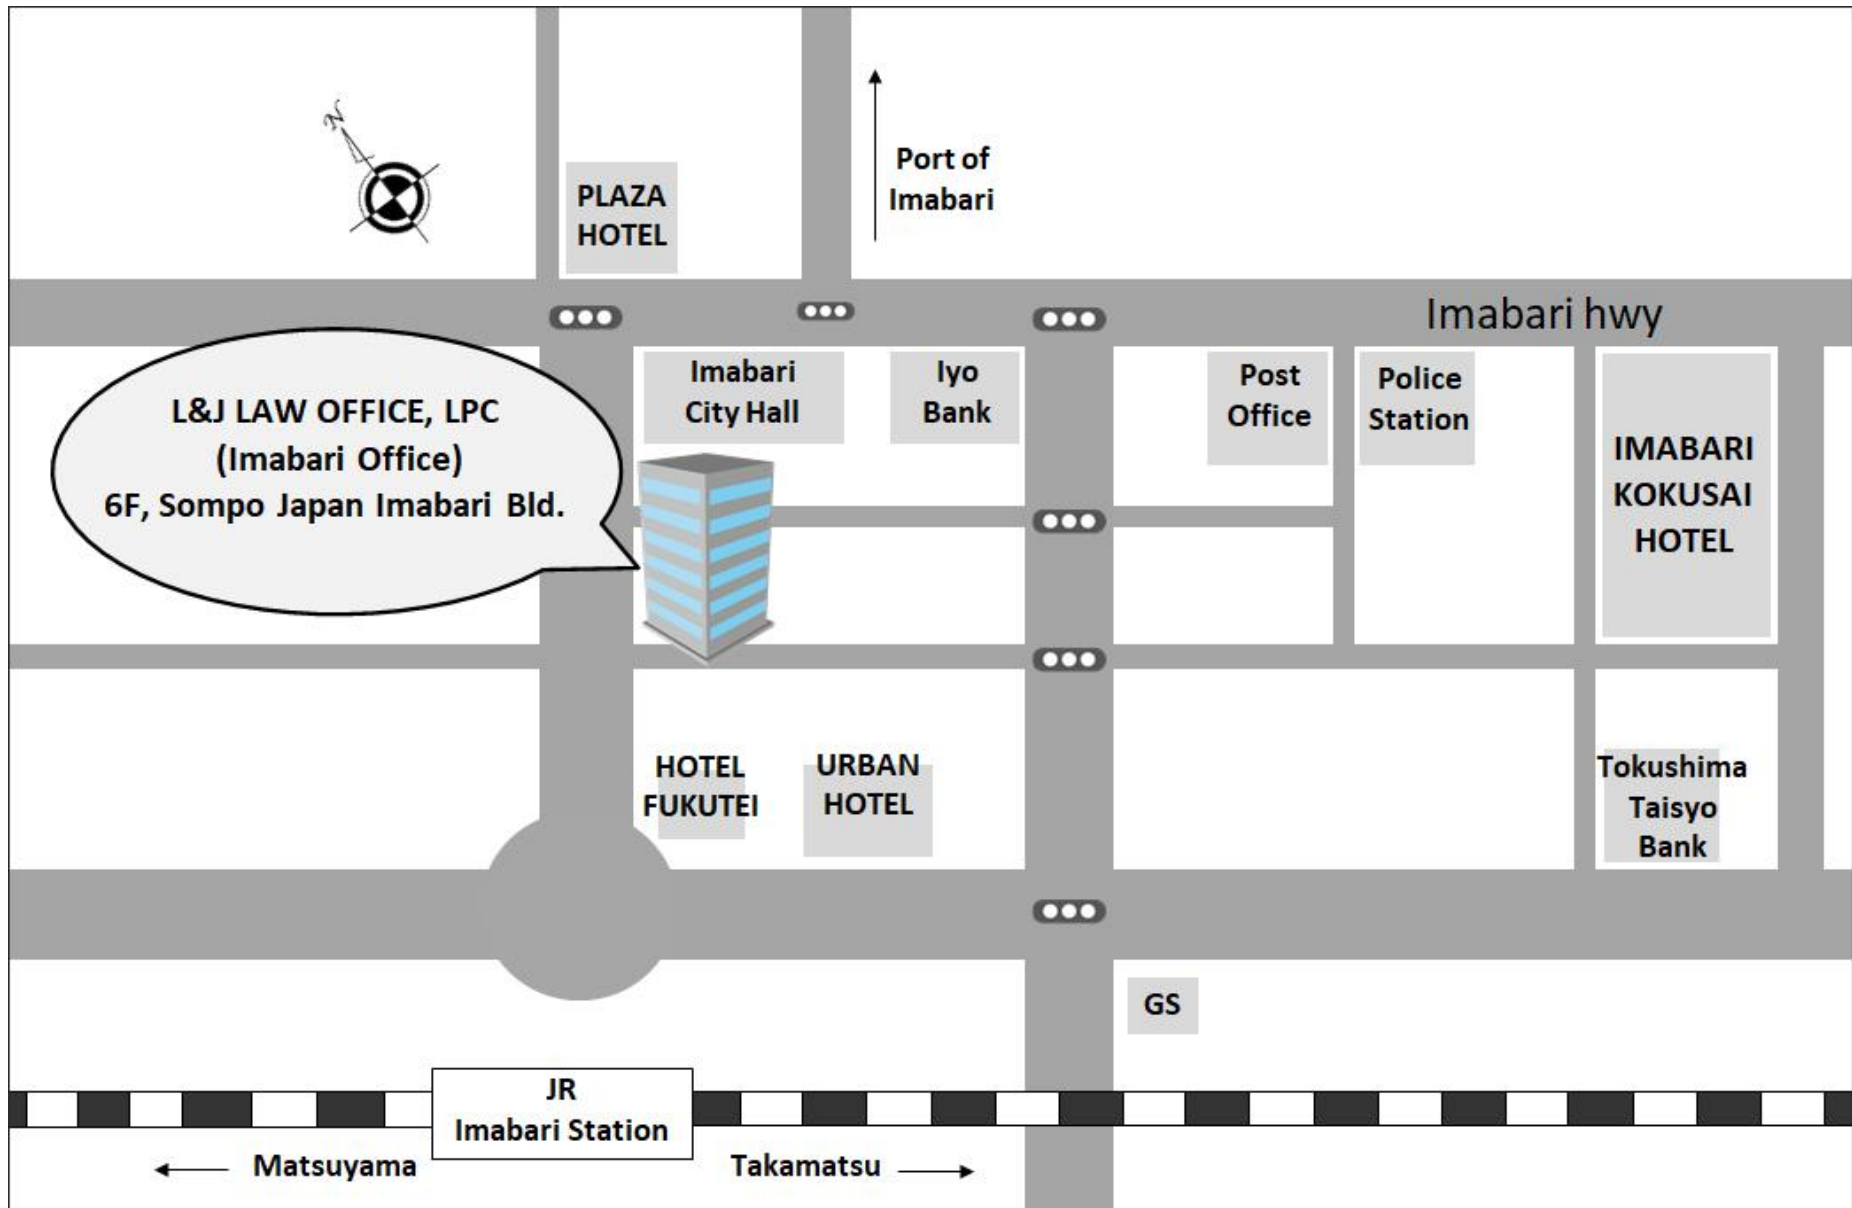 N
PLAZA
HOTEL
Port of
Imabari
Imabari hwy
L&J LAW OFFICE, LPC
(Imabari Office)
6F, Sompo Japan Imabari Bld.
Imabari
City Hall
Iyo
Bank
Post
Office
Police
Station
IMABARI
KOKUSAI
HOTEL
HOTEL
FUKUTEI
URBAN
HOTEL
Tokushima
Taisyo
Bank
GS
JR
Imabari Station
Matsuyama
Takamatsu